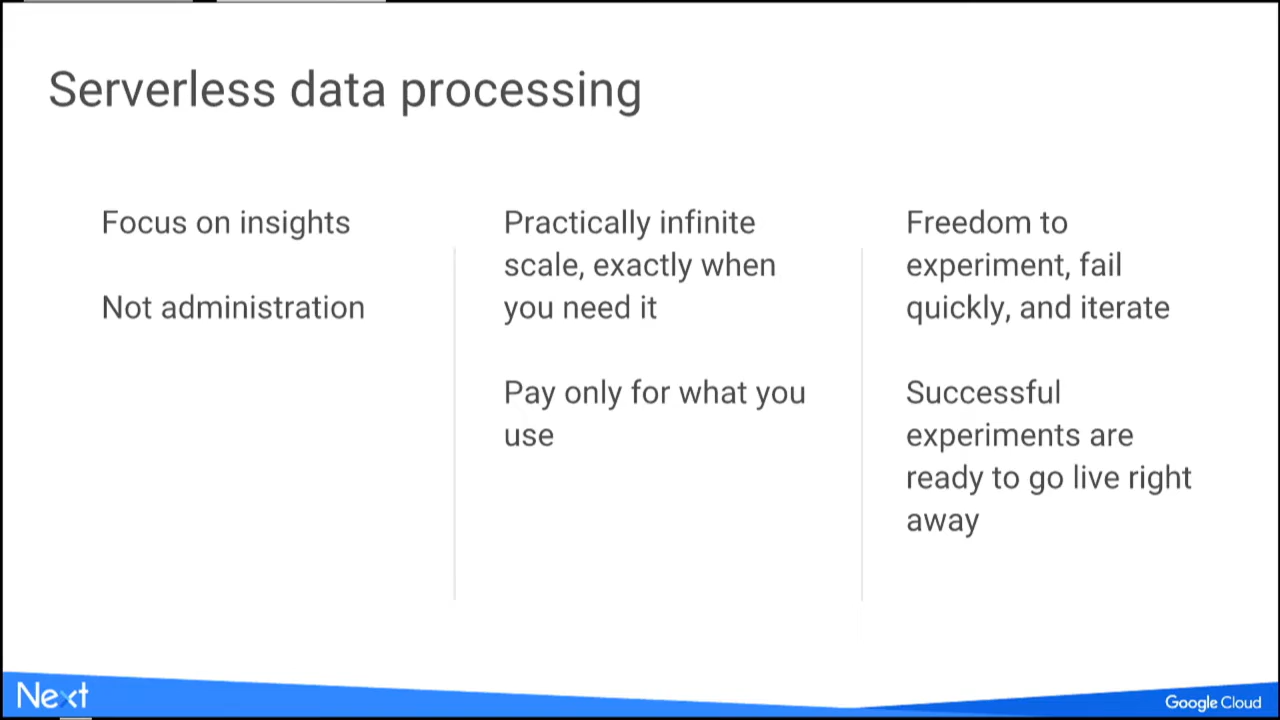 Serverless data processing
Focus on insights
Not administration
Practically infinite
scale, exactly when
you need it
Pay only for what you
use
Freedom to
experiment, fail
quickly, and iterate
Successful
experiments are
ready to go live right
away
Next
Google Cloud